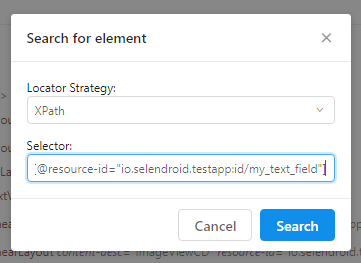 Search for element
Locator Strategy:
XPath
Selector:
[@resource-id="io.selendroid.testapp:id/my_text_field"]
Cancel
Search